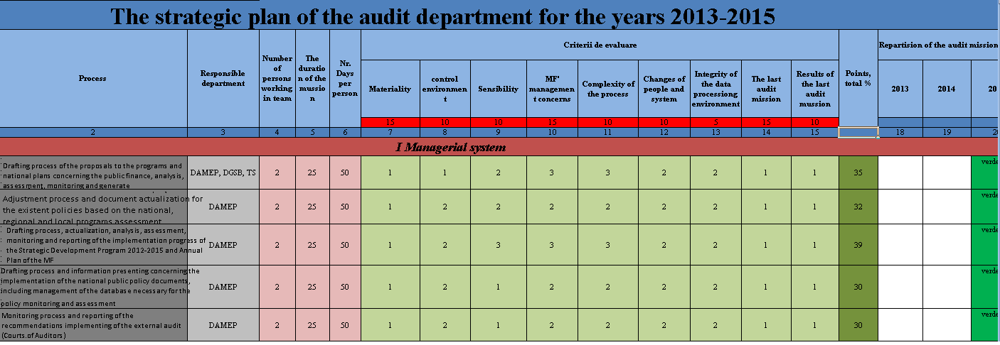 The strategic plan of the audit department for the years 2013-2015
Process
Responsible
department
Number
of
persons
working
in team
The
duratio
n of the
mussio
n
Nr.
Days
per
person
Criterii de evaluare
Materiality
control
environmen
t
Sensibility
MF'
managemen
t concerns
Complexity of
the process
Changes of
people and
system
Integrity of
the data
processiong
environment
The last
audit
mission
Results of
the last
audit
mussion
Points,
total %
Repartision of the audit mission
2013
2014
20
15 10 10 15 10 10 5 15 10
2 3 4 5 6 7 8 9 10 11 12 13 14 15 18 19 20
I Managerial system
Drafting process of the proposals to the programs and
national plans concerning the public finance, analysis,
assessment, monitoring and generate
DAMEP, DGSB, TS 2 25 50 1 1 2 3 3 2 2 1 1 35 verde
Adjustment process and document actualization for
the existent policies based on the national,
regional and local programs assessment
DAMEP 2 25 50 1 2 2 2 2 2 2 1 1 32 verde
Drafting process, actualization, analysis, assessment,
monitoring and reporting of the implementation progress of
the Strategic Development Program 2012-2015 and Annual
Plan of the MF
DAMEP 2 25 50 1 2 3 3 3 2 2 1 1 39 verde
Drafting process and information presenting concerning the
implementation of the national public policy documents,
including management of the database necessary for the
policy monitoring and assessment
DAMEP 2 25 50 1 2 1 2 2 2 2 1 1 30 verde
Monitoring process and reporting of the
recommendations implementing of the external audit
(Courts.of Auditors)
DAMEP 2 25 50 1 2 1 2 2 2 2 1 1 30 verde